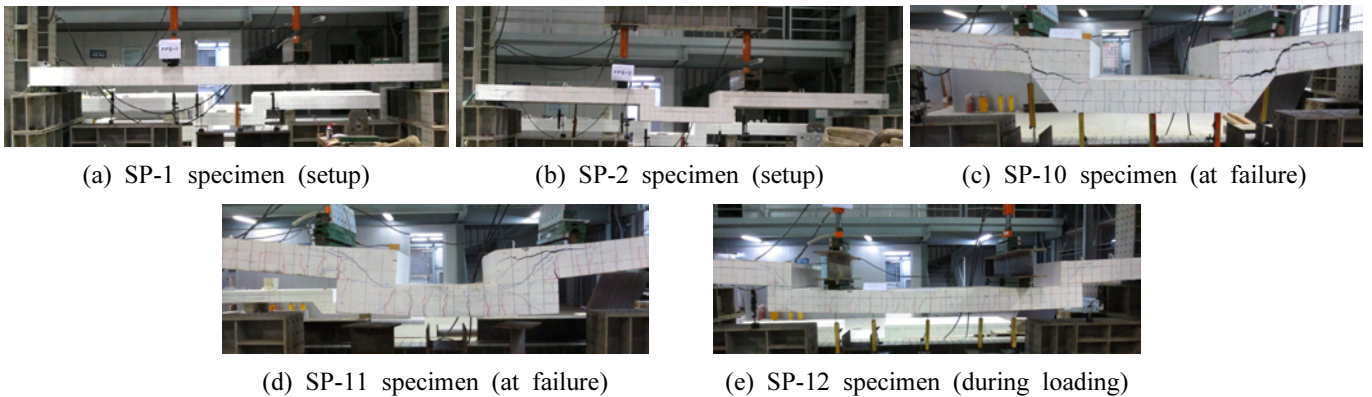 (a) SP-1 specimen (setup)
(b) SP-2 specimen (setup)
(c) SP-10 specimen (at failure)
(d) SP-11 specimen (at failure)
(e) SP-12 specimen (during loading)